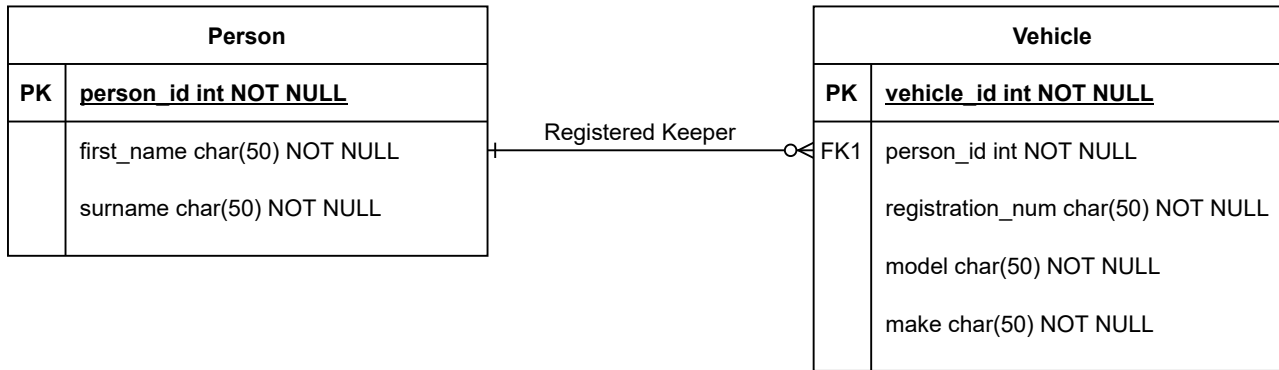 Person
PK person_id int NOT NULL
first_name char(50) NOT NULL
surname char(50) NOT NULL
Registered Keeper
Vehicle
PK vehicle_id int NOT NULL
FK1 person_id int NOT NULL
registration_num char(50) NOT NULL
model char(50) NOT NULL
make char(50) NOT NULL